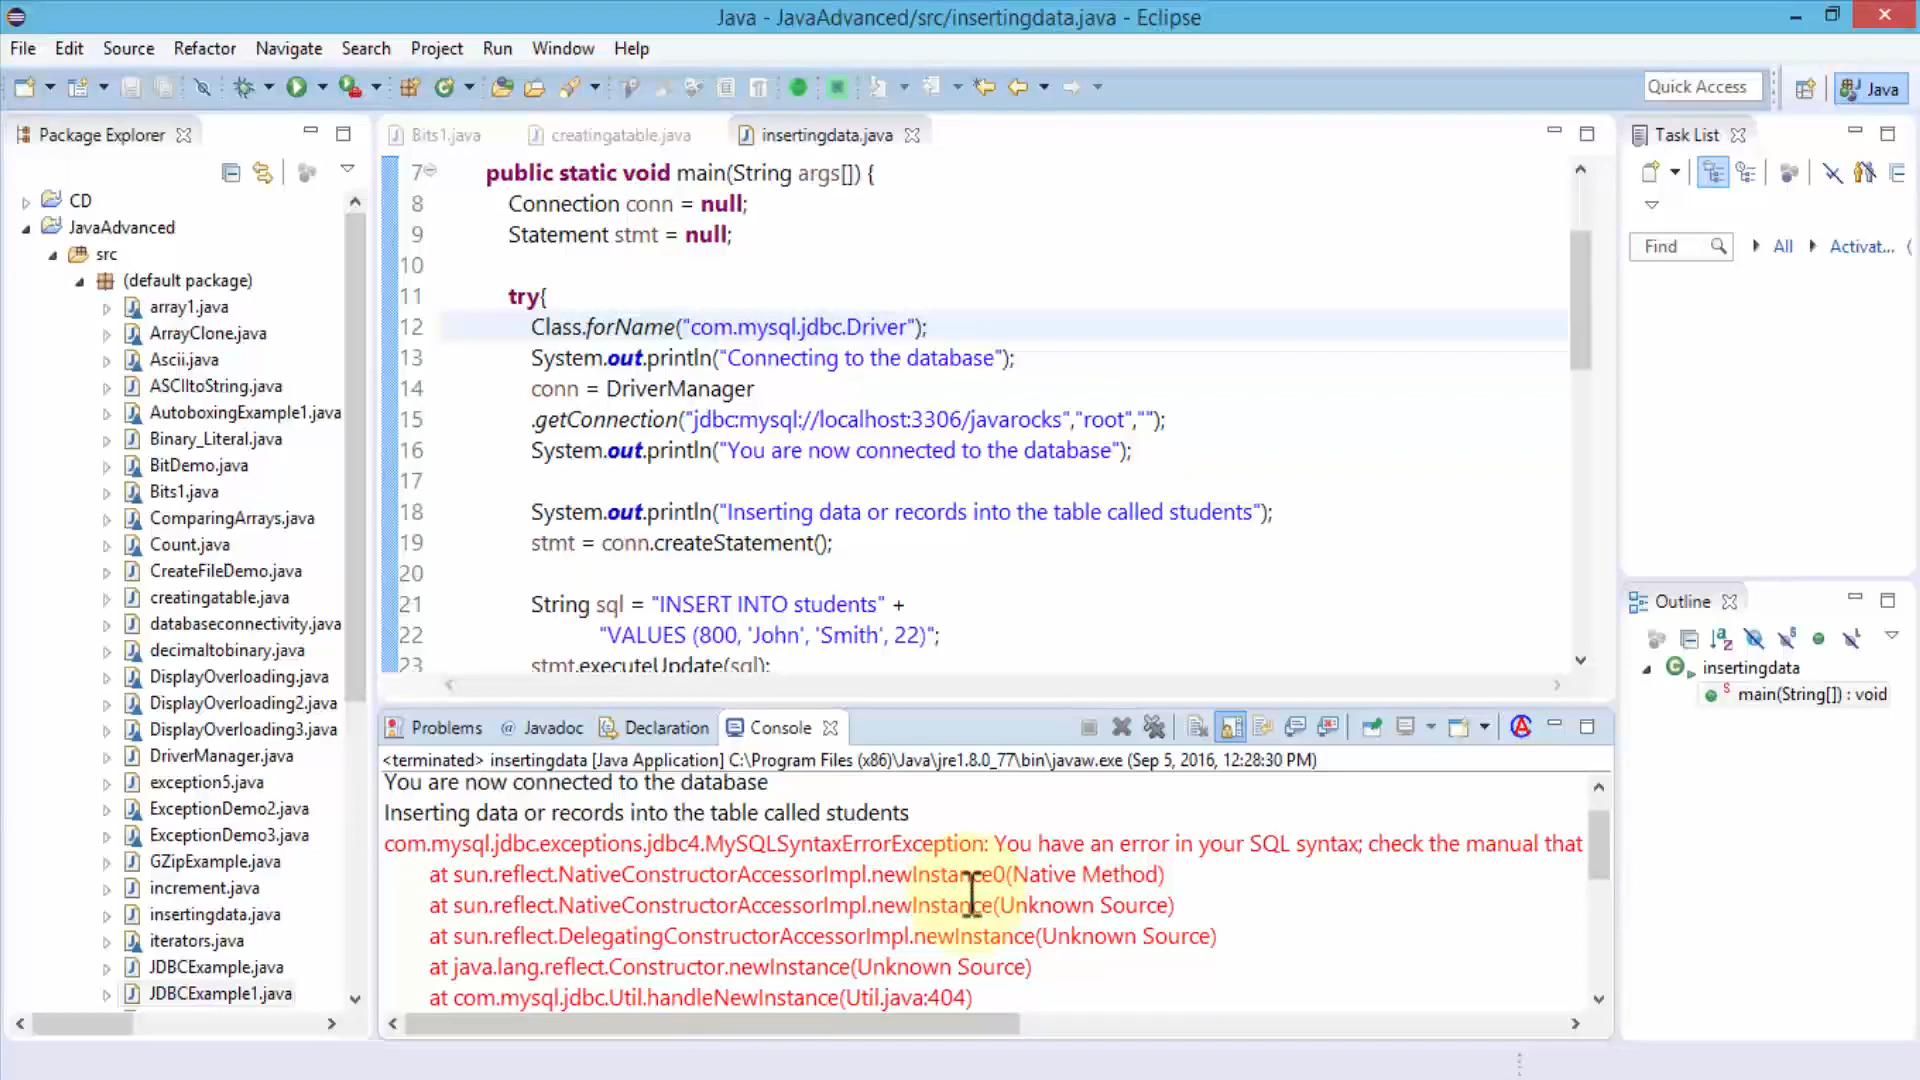 Java - JavaAdvanced/src/insertingdata.java - Eclipse
File Edit Source Refactor Navigate Search Project Run Window Help
Quick Access
Java
Package Explorer
CD
JavaAdvanced
src
(default package)
array1.java
ArrayClone.java
Ascii.java
ASCIItoString.java
AutoboxingExample1.java
Binary_Literal.java
BitDemo.java
Bits1.java
ComparingArrays.java
Count.java
CreateFileDemo.java
creatingatable.java
databaseconnectivity.java
decimaltobinary.java
DisplayOverloading.java
DisplayOverloading2.java
DisplayOverloading3.java
DriverManager.java
exception5.java
ExceptionDemo2.java
ExceptionDemo3.java
GZipExample.java
increment.java
insertingdata.java
iterators.java
JDBCExample.java
JDBCExample1.java
Bits1.java creatingatable.java insertingdata.java
7 public static void main(String args[]) {
8 Connection conn = null;
9 Statement stmt = null;
10
11 try{
12 Class.forName("com.mysql.jdbc.Driver");
13 System.out.println("Connecting to the database");
14 conn = DriverManager
15 .getConnection("jdbc:mysql://localhost:3306/javarocks","root","");
16 System.out.println("You are now connected to the database");
17
18 System.out.println("Inserting data or records into the table called students");
19 stmt = conn.createStatement();
20
21 String sql = "INSERT INTO students" +
22 "VALUES (800, 'John', 'Smith', 22)";
23 stmt.executeUpdate(sql);
Problems Javadoc Declaration Console
<terminated> insertingdata [Java Application] C:\Program Files (x86)\Java\jre1.8.0_77\bin\javaw.exe (Sep 5, 2016, 12:28:30 PM)
You are now connected to the database
Inserting data or records into the table called students
com.mysql.jdbc.exceptions.jdbc4.MySQLSyntaxErrorException: You have an error in your SQL syntax; check the manual that
at sun.reflect.NativeConstructorAccessorImpl.newInstance0(Native Method)
at sun.reflect.NativeConstructorAccessorImpl.newInstance(Unknown Source)
at sun.reflect.DelegatingConstructorAccessorImpl.newInstance(Unknown Source)
at java.lang.reflect.Constructor.newInstance(Unknown Source)
at com.mysql.jdbc.Util.handleNewInstance(Util.java:404)
Task List
Find All Activat...
Outline
insertingdata
main(String[]) : void